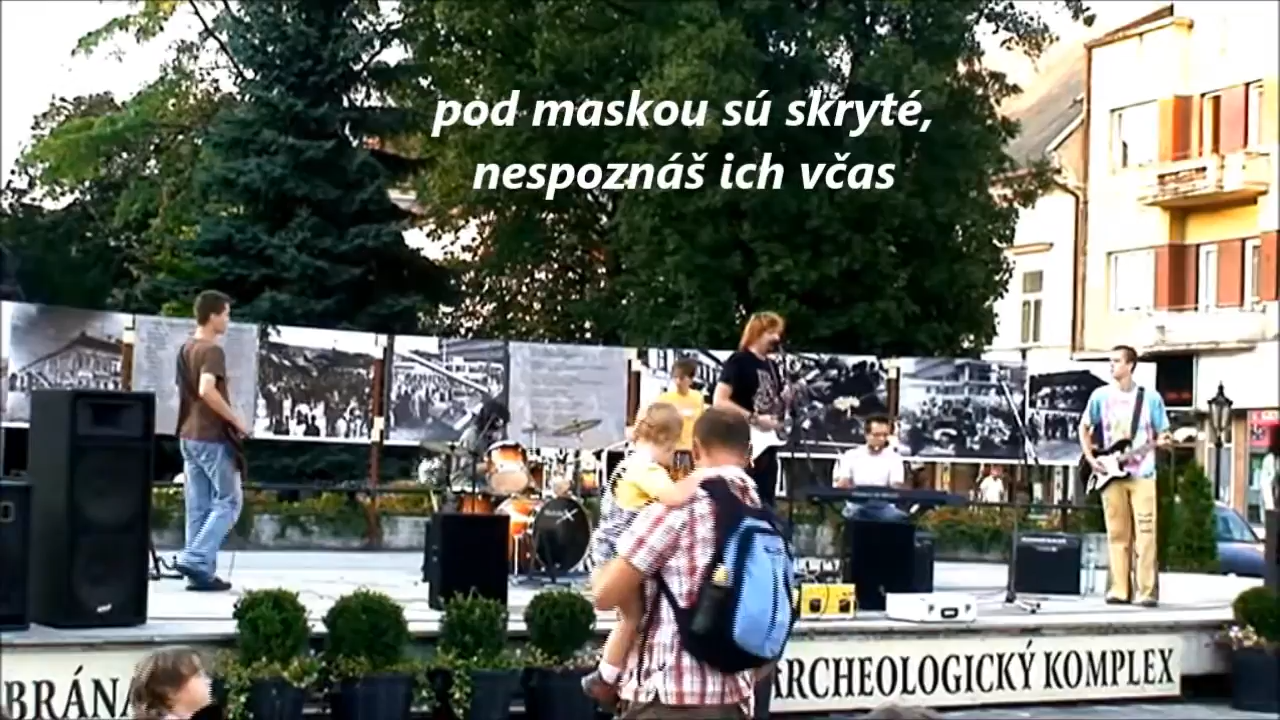 pod maskou sú skryté,
nespoznáš ich včas
BRÁNA
ARCHEOLOGICKÝ KOMPLEX